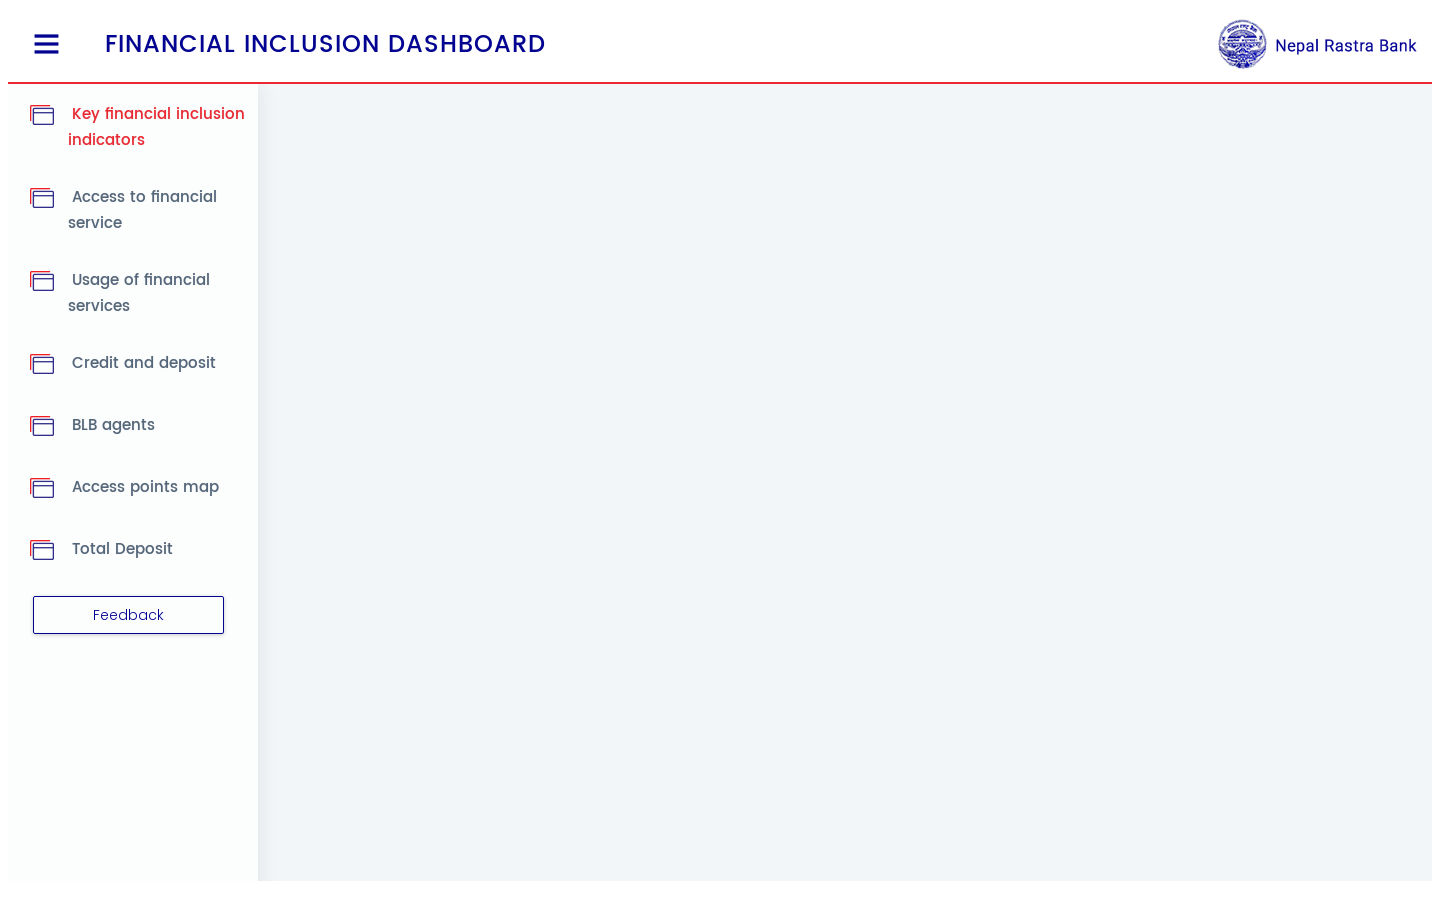 FINANCIAL INCLUSION DASHBOARD
Nepal Rastra Bank
Key financial inclusion
indicators
Access to financial
service
Usage of financial
services
Credit and deposit
BLB agents
Access points map
Total Deposit
Feedback